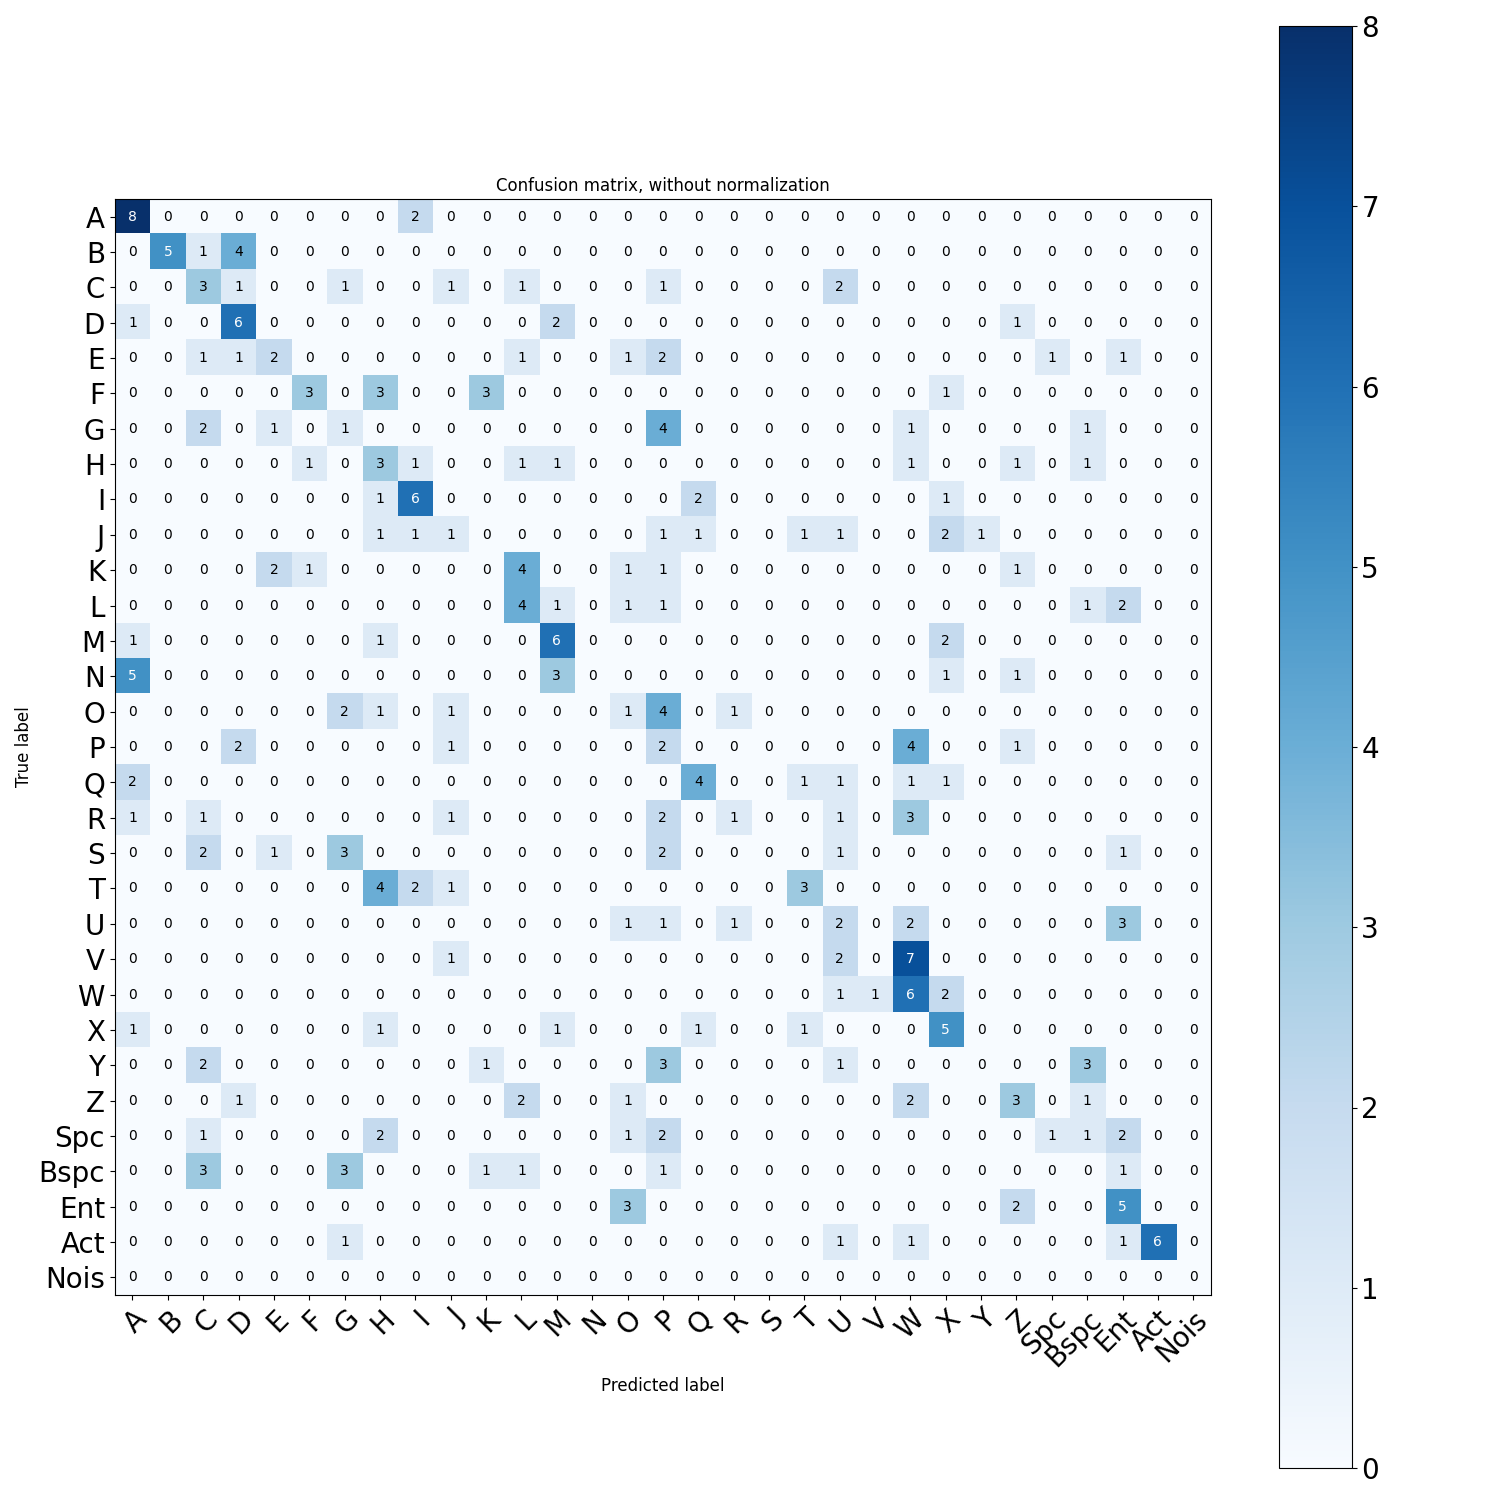 Confusion matrix, without normalization
A 8 0 0 0 0 0 0 0 2 0 0 0 0 0 0 0 0 0 0 0 0 0 0 0 0 0 0 0 0 0 0
B 0 5 1 4 0 0 0 0 0 0 0 0 0 0 0 0 0 0 0 0 0 0 0 0 0 0 0 0 0 0 0
C 0 0 3 1 0 0 1 0 0 1 0 1 0 0 0 1 0 0 0 0 2 0 0 0 0 0 0 0 0 0 0
D 1 0 0 6 0 0 0 0 0 0 0 0 2 0 0 0 0 0 0 0 0 0 0 0 0 1 0 0 0 0 0
E 0 0 1 1 2 0 0 0 0 0 0 1 0 0 1 2 0 0 0 0 0 0 0 0 0 0 1 0 1 0 0
F 0 0 0 0 0 3 0 3 0 0 3 0 0 0 0 0 0 0 0 0 0 0 0 1 0 0 0 0 0 0 0
G 0 0 2 0 1 0 1 0 0 0 0 0 0 0 0 4 0 0 0 0 0 0 1 0 0 0 0 1 0 0 0
H 0 0 0 0 0 1 0 3 1 0 0 1 1 0 0 0 0 0 0 0 0 0 1 0 0 1 0 1 0 0 0
I 0 0 0 0 0 0 0 1 6 0 0 0 0 0 0 0 2 0 0 0 0 0 0 1 0 0 0 0 0 0 0
J 0 0 0 0 0 0 0 1 1 1 0 0 0 0 0 1 1 0 0 1 1 0 0 2 1 0 0 0 0 0 0
K 0 0 0 0 2 1 0 0 0 0 0 4 0 0 1 1 0 0 0 0 0 0 0 0 0 1 0 0 0 0 0
L 0 0 0 0 0 0 0 0 0 0 0 4 1 0 1 1 0 0 0 0 0 0 0 0 0 0 0 1 2 0 0
M 1 0 0 0 0 0 0 1 0 0 0 0 6 0 0 0 0 0 0 0 0 0 0 2 0 0 0 0 0 0 0
N 5 0 0 0 0 0 0 0 0 0 0 0 3 0 0 0 0 0 0 0 0 0 0 1 0 1 0 0 0 0 0
O 0 0 0 0 0 0 2 1 0 1 0 0 0 0 1 4 0 1 0 0 0 0 0 0 0 0 0 0 0 0 0
P 0 0 0 2 0 0 0 0 0 1 0 0 0 0 0 2 0 0 0 0 0 0 4 0 0 1 0 0 0 0 0
Q 2 0 0 0 0 0 0 0 0 0 0 0 0 0 0 0 4 0 0 1 1 0 1 1 0 0 0 0 0 0 0
R 1 0 1 0 0 0 0 0 0 1 0 0 0 0 0 2 0 1 0 0 1 0 3 0 0 0 0 0 0 0 0
S 0 0 2 0 1 0 3 0 0 0 0 0 0 0 0 2 0 0 0 0 1 0 0 0 0 0 0 0 1 0 0
T 0 0 0 0 0 0 0 4 2 1 0 0 0 0 0 0 0 0 0 3 0 0 0 0 0 0 0 0 0 0 0
U 0 0 0 0 0 0 0 0 0 0 0 0 0 0 1 1 0 1 0 0 2 0 2 0 0 0 0 0 3 0 0
V 0 0 0 0 0 0 0 0 0 1 0 0 0 0 0 0 0 0 0 0 2 0 7 0 0 0 0 0 0 0 0
W 0 0 0 0 0 0 0 0 0 0 0 0 0 0 0 0 0 0 0 0 1 1 6 2 0 0 0 0 0 0 0
X 1 0 0 0 0 0 0 1 0 0 0 0 1 0 0 0 1 0 0 1 0 0 0 5 0 0 0 0 0 0 0
Y 0 0 2 0 0 0 0 0 0 0 1 0 0 0 0 3 0 0 0 0 1 0 0 0 0 0 0 3 0 0 0
Z 0 0 0 1 0 0 0 0 0 0 0 2 0 0 1 0 0 0 0 0 0 0 2 0 0 3 0 1 0 0 0
Spc 0 0 1 0 0 0 0 2 0 0 0 0 0 0 1 2 0 0 0 0 0 0 0 0 0 0 1 1 2 0 0
Bspc 0 0 3 0 0 0 3 0 0 0 1 1 0 0 0 1 0 0 0 0 0 0 0 0 0 0 0 0 1 0 0
Ent 0 0 0 0 0 0 0 0 0 0 0 0 0 0 3 0 0 0 0 0 0 0 0 0 0 2 0 0 5 0 0
Act 0 0 0 0 0 0 1 0 0 0 0 0 0 0 0 0 0 0 0 0 1 0 1 0 0 0 0 0 1 6 0
Nois 0 0 0 0 0 0 0 0 0 0 0 0 0 0 0 0 0 0 0 0 0 0 0 0 0 0 0 0 0 0 0
A B C D E F G H I J K L M N O P Q R S T U V W X Y Z Spc Bspc Ent Act Nois
Predicted label
True label
8
7
6
5
4
3
2
1
0